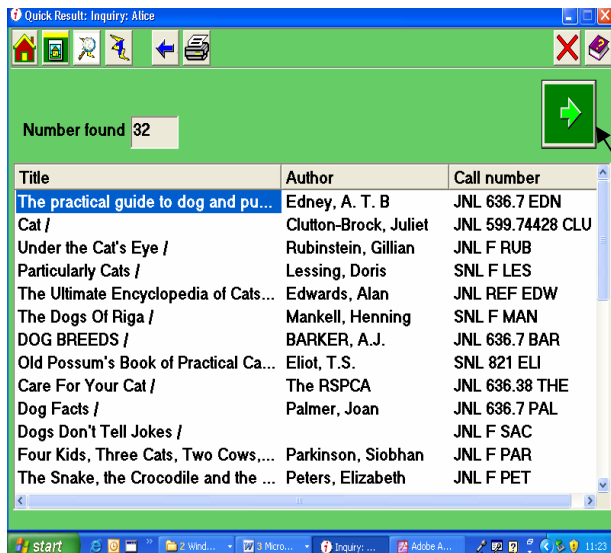 Quick Result: Inquiry: Alice
Number found 32
Title Author Call number
The practical guide to dog and pu... Edney, A. T. B JNL 636.7 EDN
Cat / Clutton-Brock, Juliet JNL 599.74428 CLU
Under the Cat's Eye / Rubinstein, Gillian JNL F RUB
Particularly Cats / Lessing, Doris SNL F LES
The Ultimate Encyclopedia of Cats... Edwards, Alan JNL REF EDW
The Dogs Of Riga / Mankell, Henning SNL F MAN
DOG BREEDS / BARKER, A.J. JNL 636.7 BAR
Old Possum's Book of Practical Ca... Eliot, T.S. SNL 821 ELI
Care For Your Cat / The RSPCA JNL 636.38 THE
Dog Facts / Palmer, Joan JNL 636.7 PAL
Dogs Don't Tell Jokes / JNL F SAC
Four Kids, Three Cats, Two Cows,... Parkinson, Siobhan JNL F PAR
The Snake, the Crocodile and the ... Peters, Elizabeth JNL F PET
start 2 Wind... 3 Micro... Inquiry: ... Adobe A... 11:23